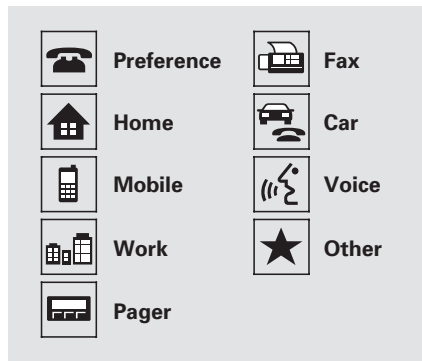 Preference
Home
Mobile
Work
Pager
Fax
Car
Voice
Other